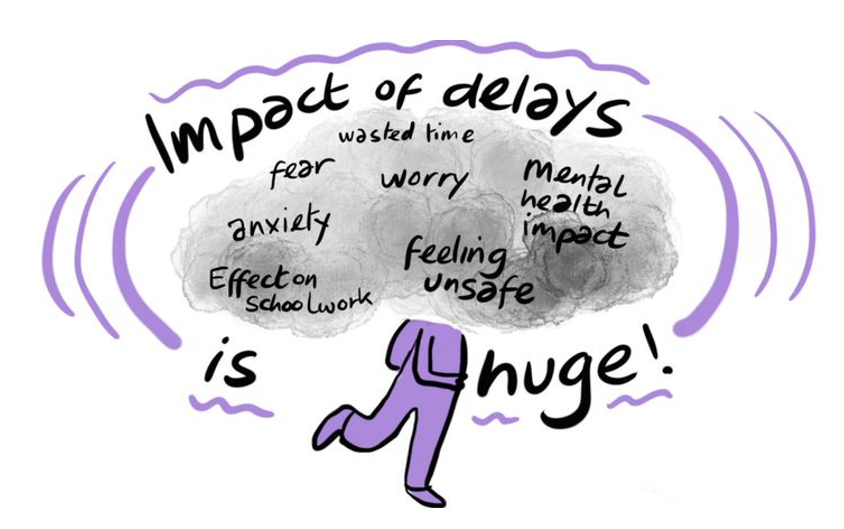 Impact of delays
wasted time
fear
worry
Mental
health
impact
anxiety
feeling
unsafe
Effect on
schoolwork
is huge!